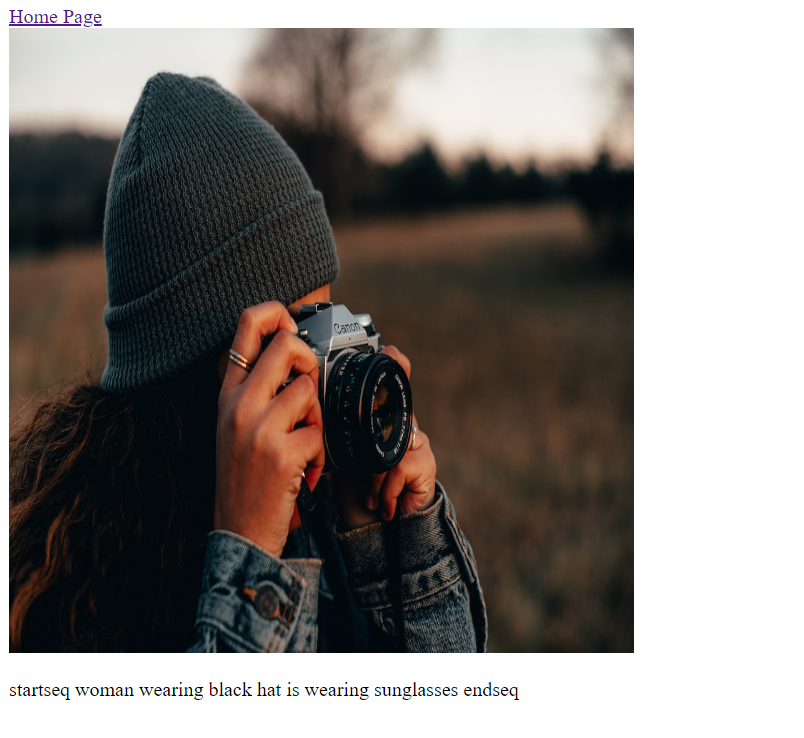 Home Page
Canon
startseq woman wearing black hat is wearing sunglasses endseq